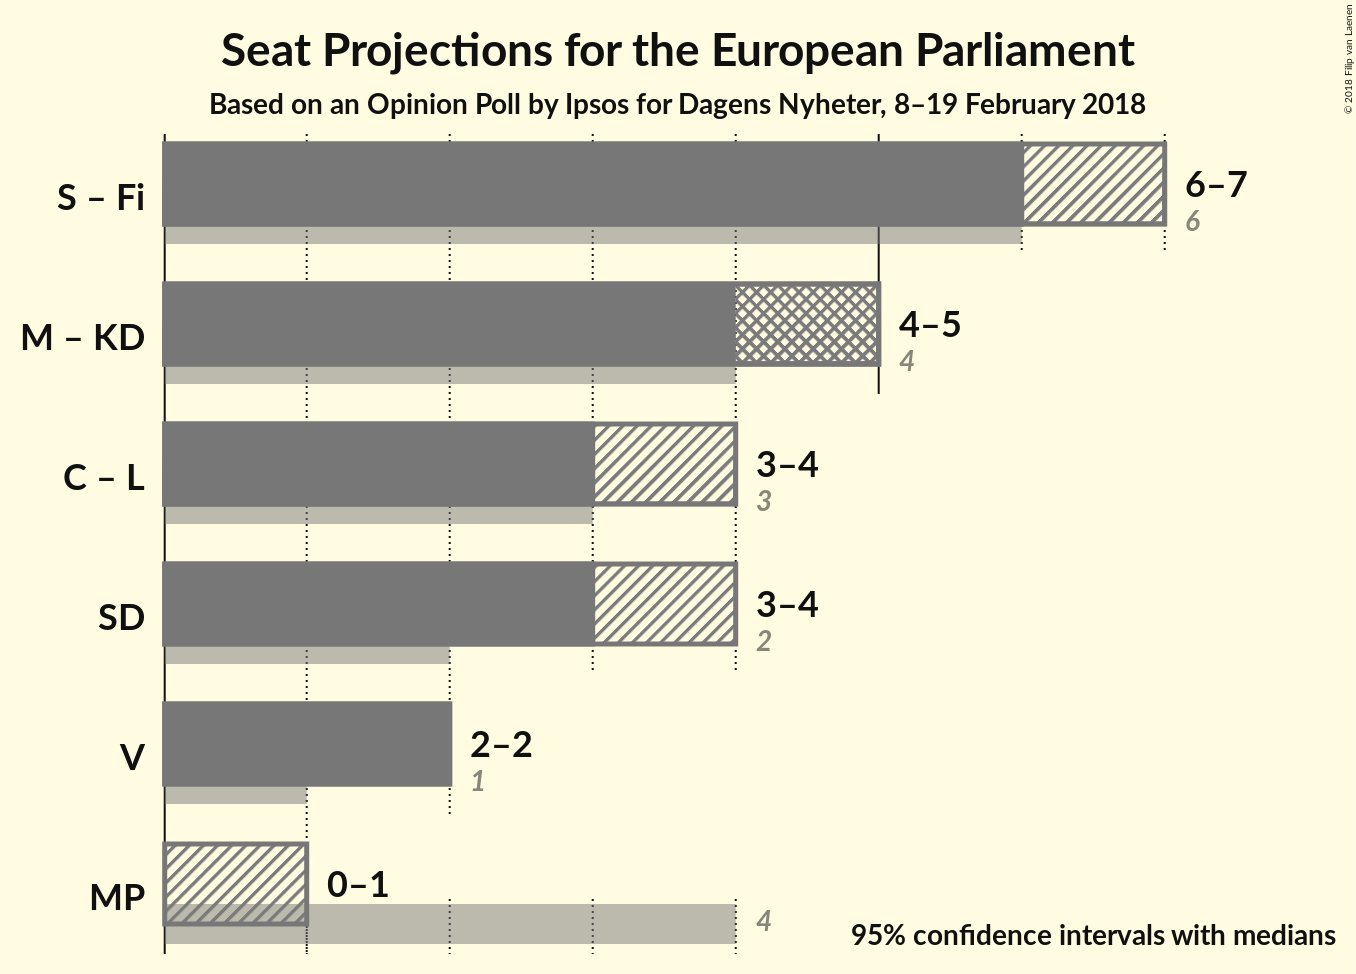 Seat Projections for the European Parliament
Based on an Opinion Poll by Ipsos for Dagens Nyheter, 8–19 February 2018
© 2018 Filip van Laenen
S – Fi
6–7
6
M – KD
4–5
4
C – L
3–4
3
SD
3–4
2
V
2–2
1
MP
0–1
4
95% confidence intervals with medians